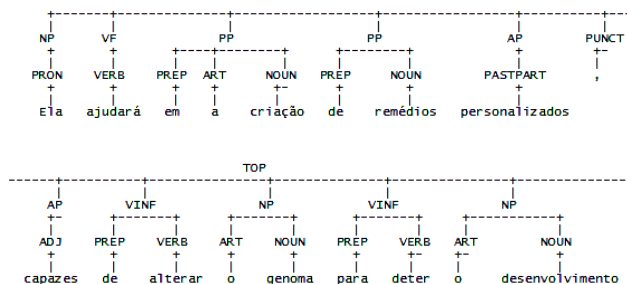 NP VF PP PP AP PUNCT
PRON VERB PREP ART NOUN PREP NOUN PASTPART ,
Ela ajudará em a criação de remédios personalizados
TOP
AP VINF NP VINF NP
ADJ PREP VERB ART NOUN PREP VERB ART NOUN
capazes de alterar o genoma para deter o desenvolvimento